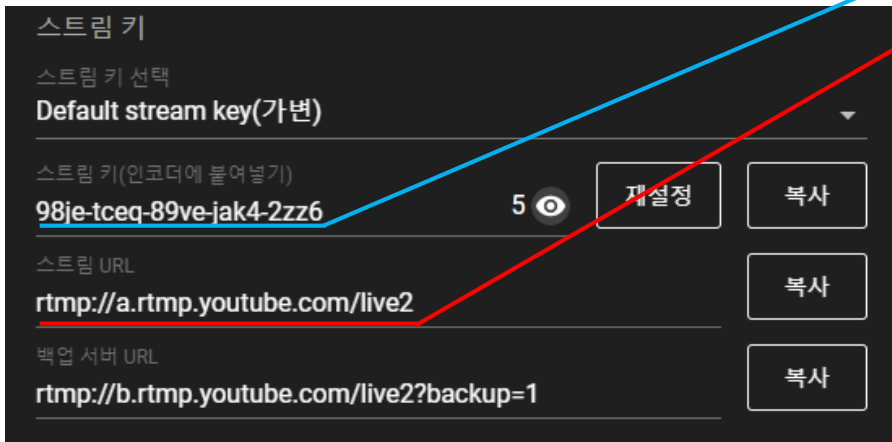 스트림 키
스트림 키 선택
Default stream key(가변)
스트림 키(인코더에 붙여넣기)
98je-tceq-89ve-jak4-2zz6 5 재설정 복사
스트림 URL
rtmp://a.rtmp.youtube.com/live2 복사
백업 서버 URL
rtmp://b.rtmp.youtube.com/live2?backup=1 복사